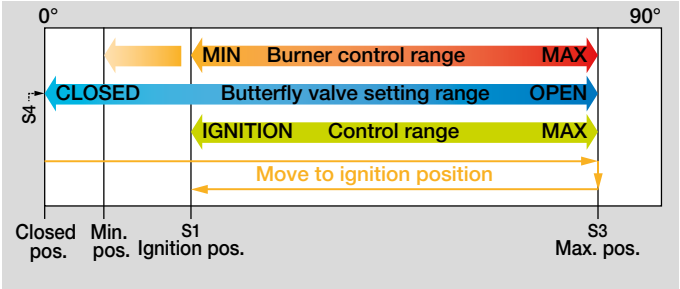 0° 90°
MIN Burner control range MAX
S4 CLOSED Butterfly valve setting range OPEN
IGNITION Control range MAX
Move to ignition position
Closed Min. S1 S3
pos. pos. Ignition pos. Max. pos.